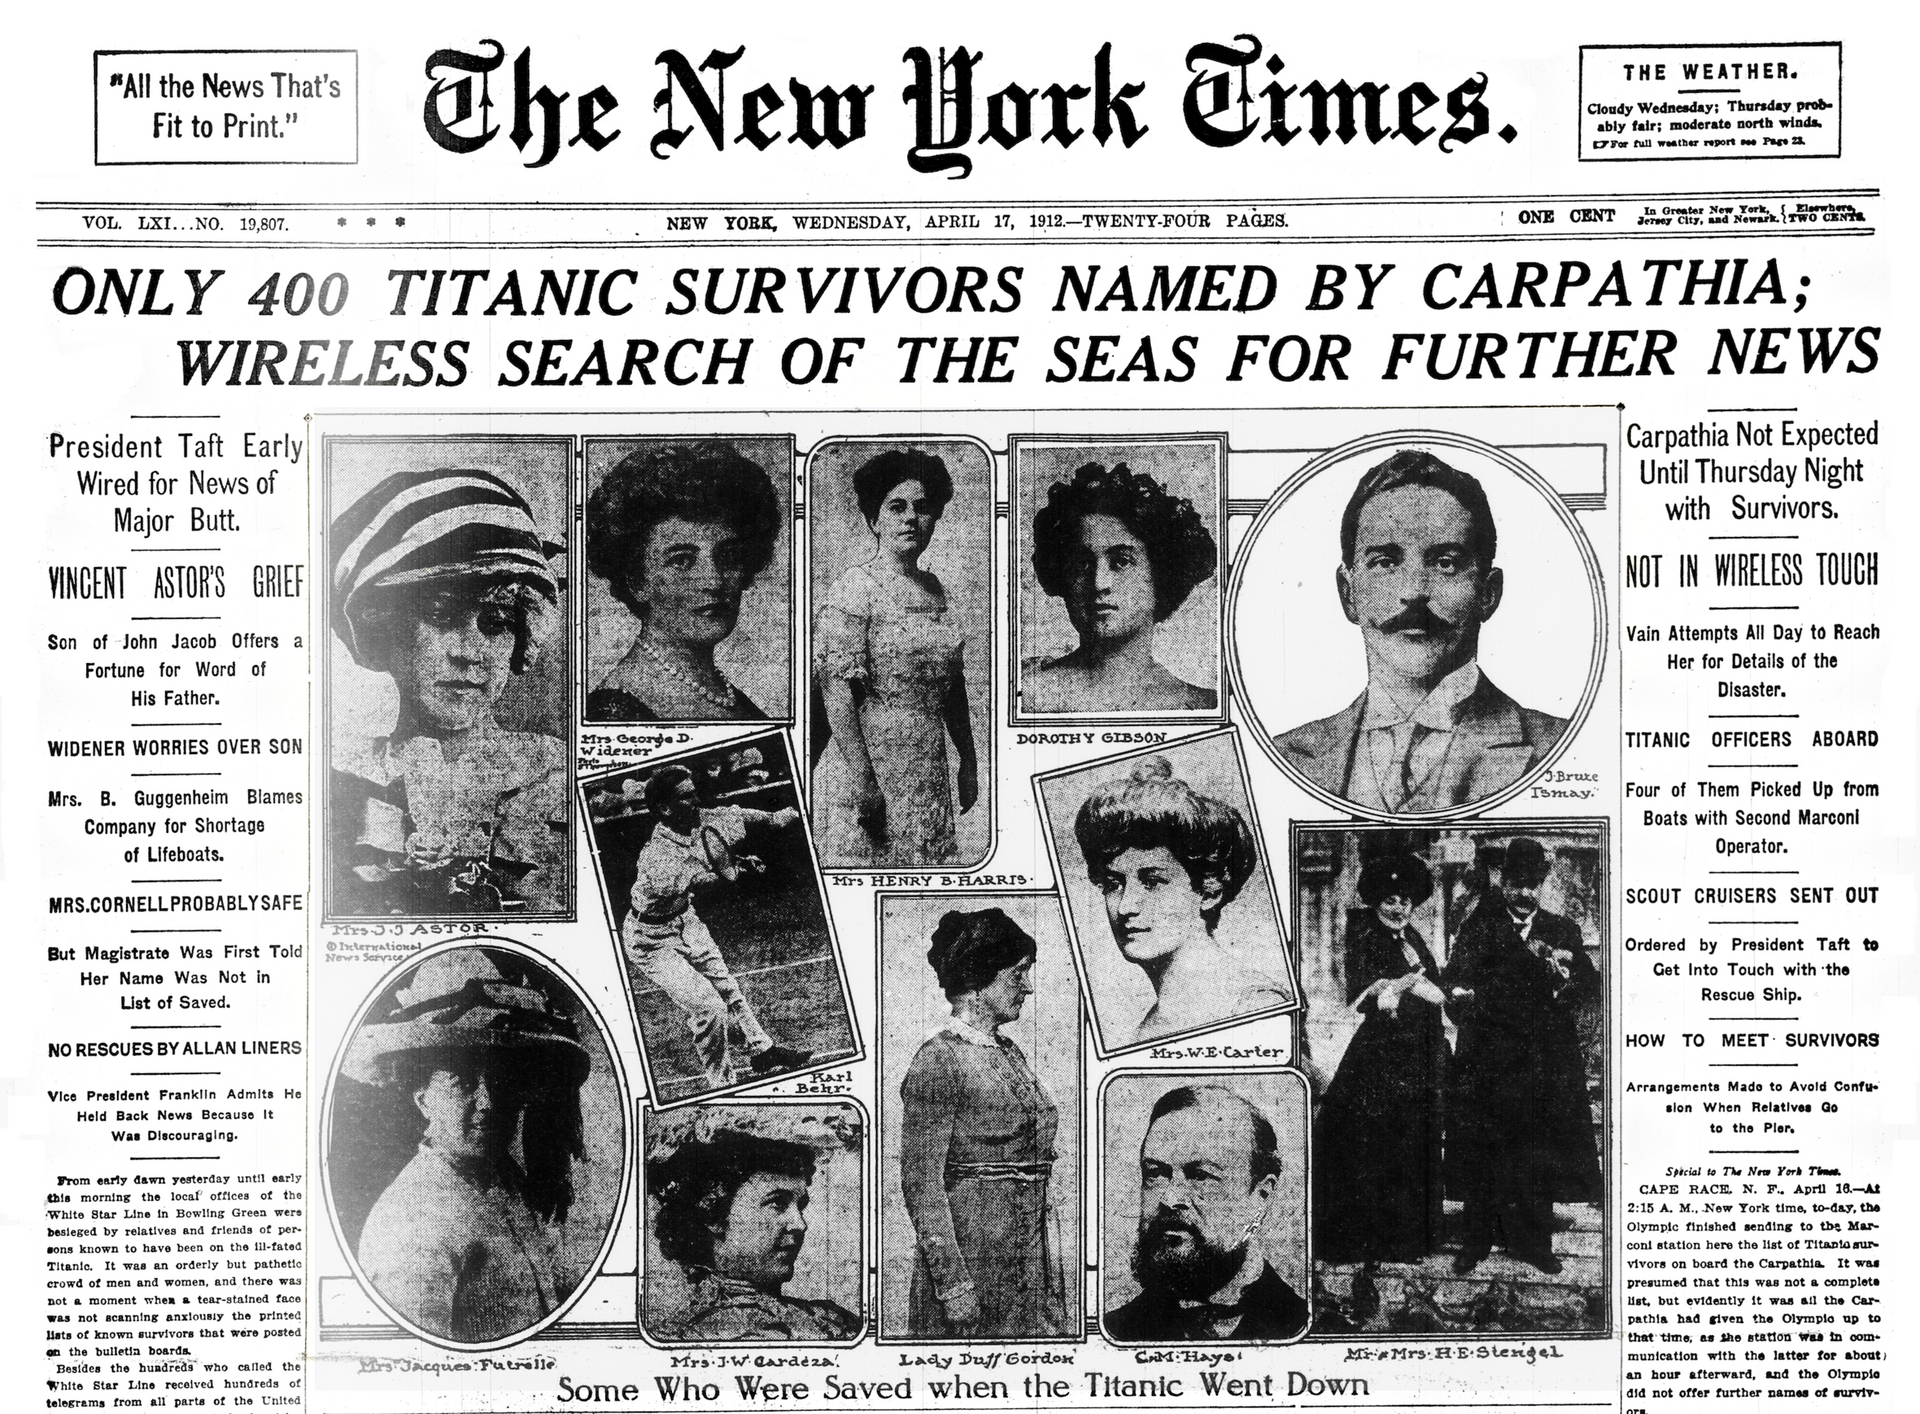 "All the News That's
Fit to Print."
The New York Times.
THE WEATHER.
Cloudy Wednesday; Thursday prob-
ably fair; moderate north winds.
☞For full weather report see Page 23.
VOL. LXI...NO. 19,807. * * *
NEW YORK, WEDNESDAY, APRIL 17, 1912.—TWENTY-FOUR PAGES.
ONE CENT In Greater New York, Jersey City, and Newark. { Elsewhere, TWO CENTS.
ONLY 400 TITANIC SURVIVORS NAMED BY CARPATHIA;
WIRELESS SEARCH OF THE SEAS FOR FURTHER NEWS
President Taft Early
Wired for News of
Major Butt.
VINCENT ASTOR'S GRIEF
Son of John Jacob Offers a
Fortune for Word of
His Father.
WIDENER WORRIES OVER SON
Mrs. B. Guggenheim Blames
Company for Shortage
of Lifeboats.
MRS. CORNELL PROBABLY SAFE
But Magistrate Was First Told
Her Name Was Not in
List of Saved.
NO RESCUES BY ALLAN LINERS
Vice President Franklin Admits He
Held Back News Because It
Was Discouraging.
From early dawn yesterday until early
this morning the local offices of the
White Star Line in Bowling Green were
besieged by relatives and friends of per-
sons known to have been on the ill-fated
Titanic. It was an orderly but pathetic
crowd of men and women, and there was
not a moment when a tear-stained face
was not scanning anxiously the printed
lists of known survivors that were posted
on the bulletin boards.
Besides the hundreds who called the
White Star Line received hundreds of
telegrams from all parts of the United
Mrs. J. J ASTOR.
© International
News Service
Mrs. George D.
Widener
Mrs HENRY B. HARRIS.
DOROTHY GIBSON
J. Bruce
Ismay.
Karl
Behr.
Mrs. W. E. Carter
Mrs Jacques Futrelle
Mrs. J. W. Cardeza.
Lady Duff Gordon
C. M. Hays.
Mr. & Mrs. H. E. Stengel
Some Who Were Saved when the Titanic Went Down
Carpathia Not Expected
Until Thursday Night
with Survivors.
NOT IN WIRELESS TOUCH
Vain Attempts All Day to Reach
Her for Details of the
Disaster.
TITANIC OFFICERS ABOARD
Four of Them Picked Up from
Boats with Second Marconi
Operator.
SCOUT CRUISERS SENT OUT
Ordered by President Taft to
Get Into Touch with the
Rescue Ship.
HOW TO MEET SURVIVORS
Arrangements Made to Avoid Confu-
sion When Relatives Go
to the Pier.
Special to The New York Times.
CAPE RACE, N. F., April 16.—At
2:15 A. M., New York time, to-day, the
Olympic finished sending to the Mar-
coni station here the list of Titanic sur-
vivors on board the Carpathia. It was
presumed that this was not a complete
list, but evidently it was all the Car-
pathia had given the Olympic up to
that time, as the station was in com-
munication with the latter for about
an hour afterward, and the Olympic
did not offer further names of surviv-
ors.